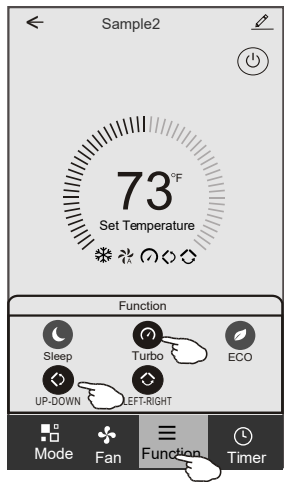 Sample2
73°F
Set Temperature
A
Function
Sleep
Turbo
ECO
UP-DOWN
LEFT-RIGHT
Mode
Fan
Function
Timer